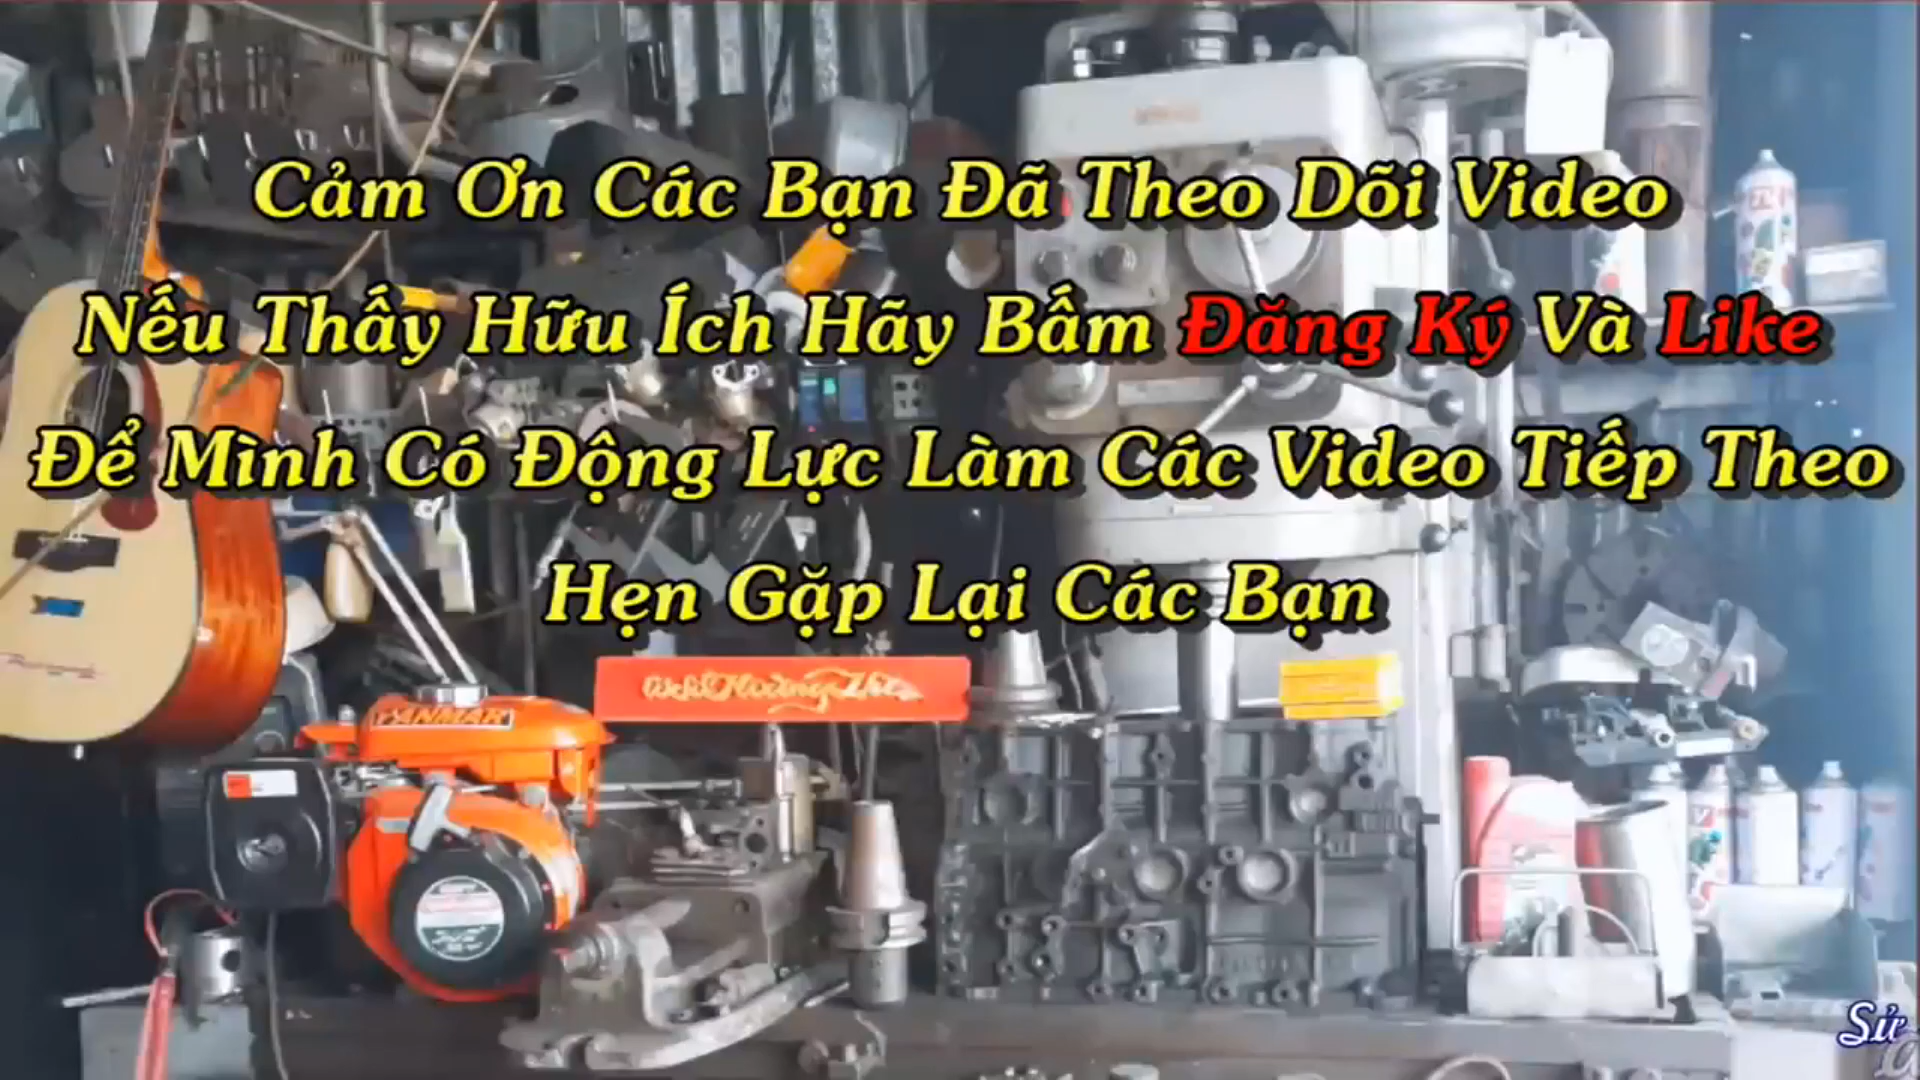 Cảm Ơn Các Bạn Đã Theo Dõi Video
Nếu Thấy Hữu Ích Hãy Bấm Đăng Ký Và Like
Để Mình Có Động Lực Làm Các Video Tiếp Theo
Hẹn Gặp Lại Các Bạn
YANMAR
Sử